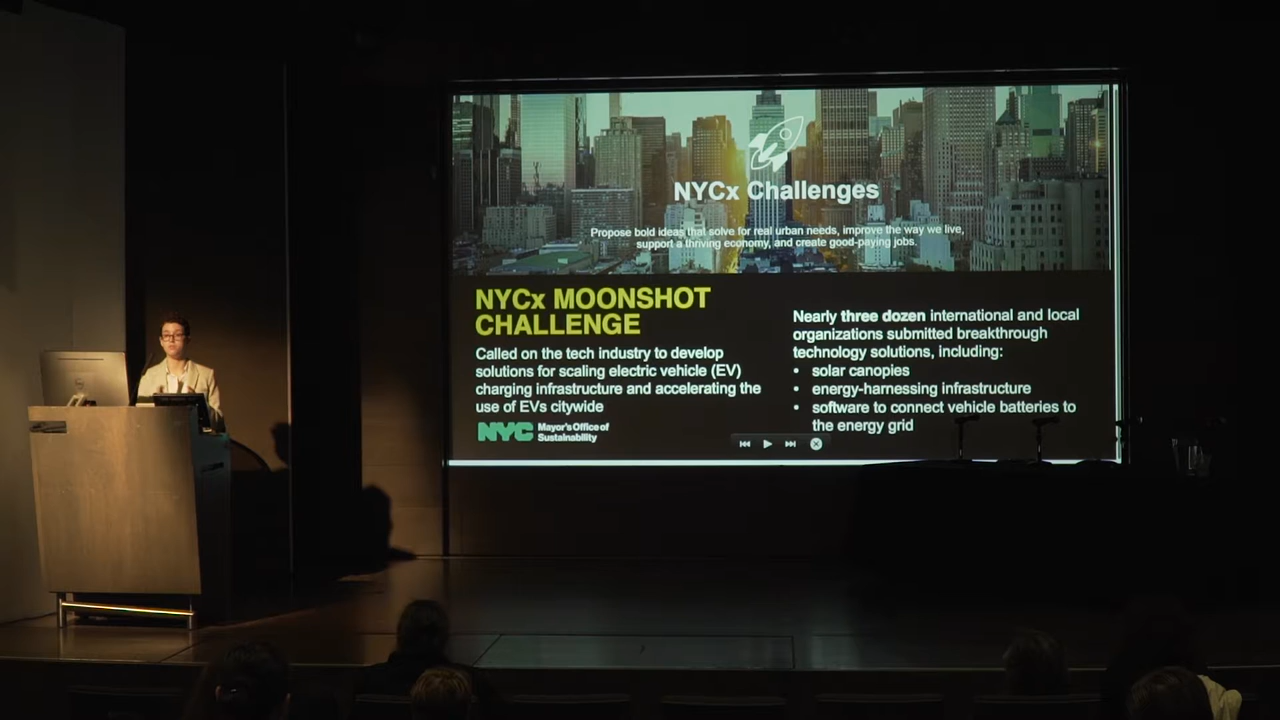 NYCx Challenges
Propose bold ideas that solve for real urban needs, improve the way we live,
support a thriving economy, and create good-paying jobs.
NYCx MOONSHOT
CHALLENGE
Called on the tech industry to develop
solutions for scaling electric vehicle (EV)
charging infrastructure and accelerating the
use of EVs citywide
NYC Mayor's Office of
Sustainability
Nearly three dozen international and local
organizations submitted breakthrough
technology solutions, including:
• solar canopies
• energy-harnessing infrastructure
• software to connect vehicle batteries to
the energy grid